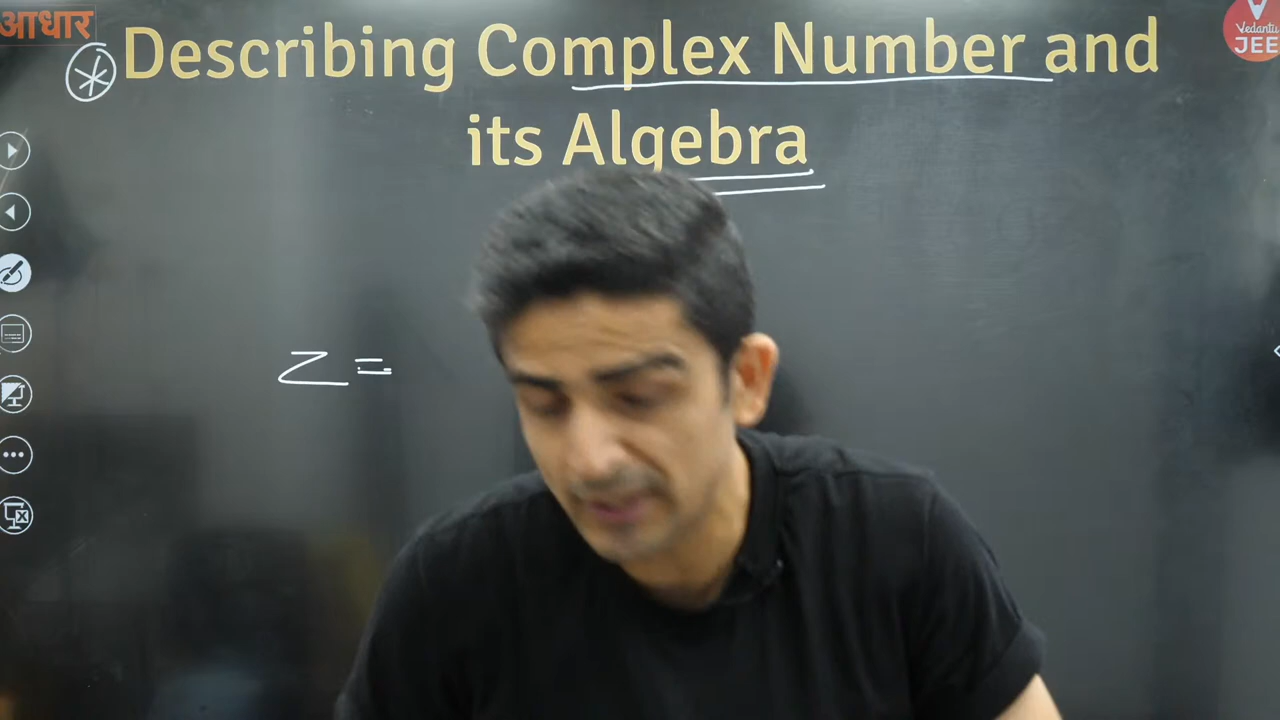 आधार
Describing Complex Number and
its Algebra
Vedantu
JEE
z =